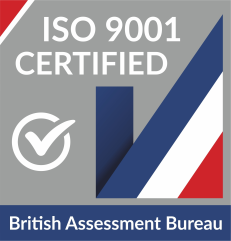 ISO 9001
CERTIFIED
British Assessment Bureau